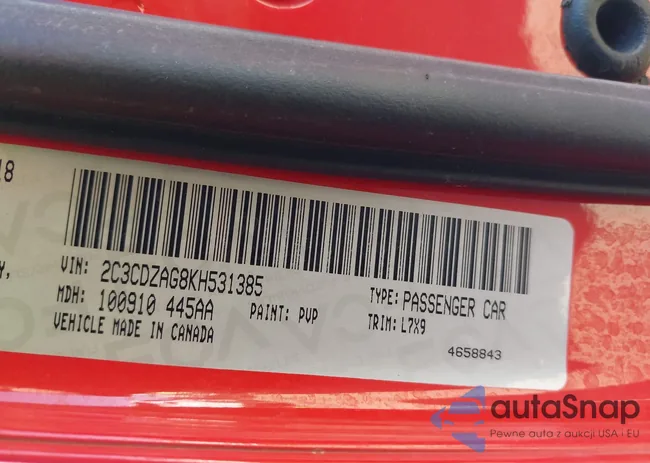 18
Y,
VIN: 2C3CDZAG8KH531385
MDH: 100910 445AA
PAINT: PVP
TYPE: PASSENGER CAR
TRIM: L7X9
VEHICLE MADE IN CANADA
4658843
autaSnap
Pewne auta z aukcji USA i EU